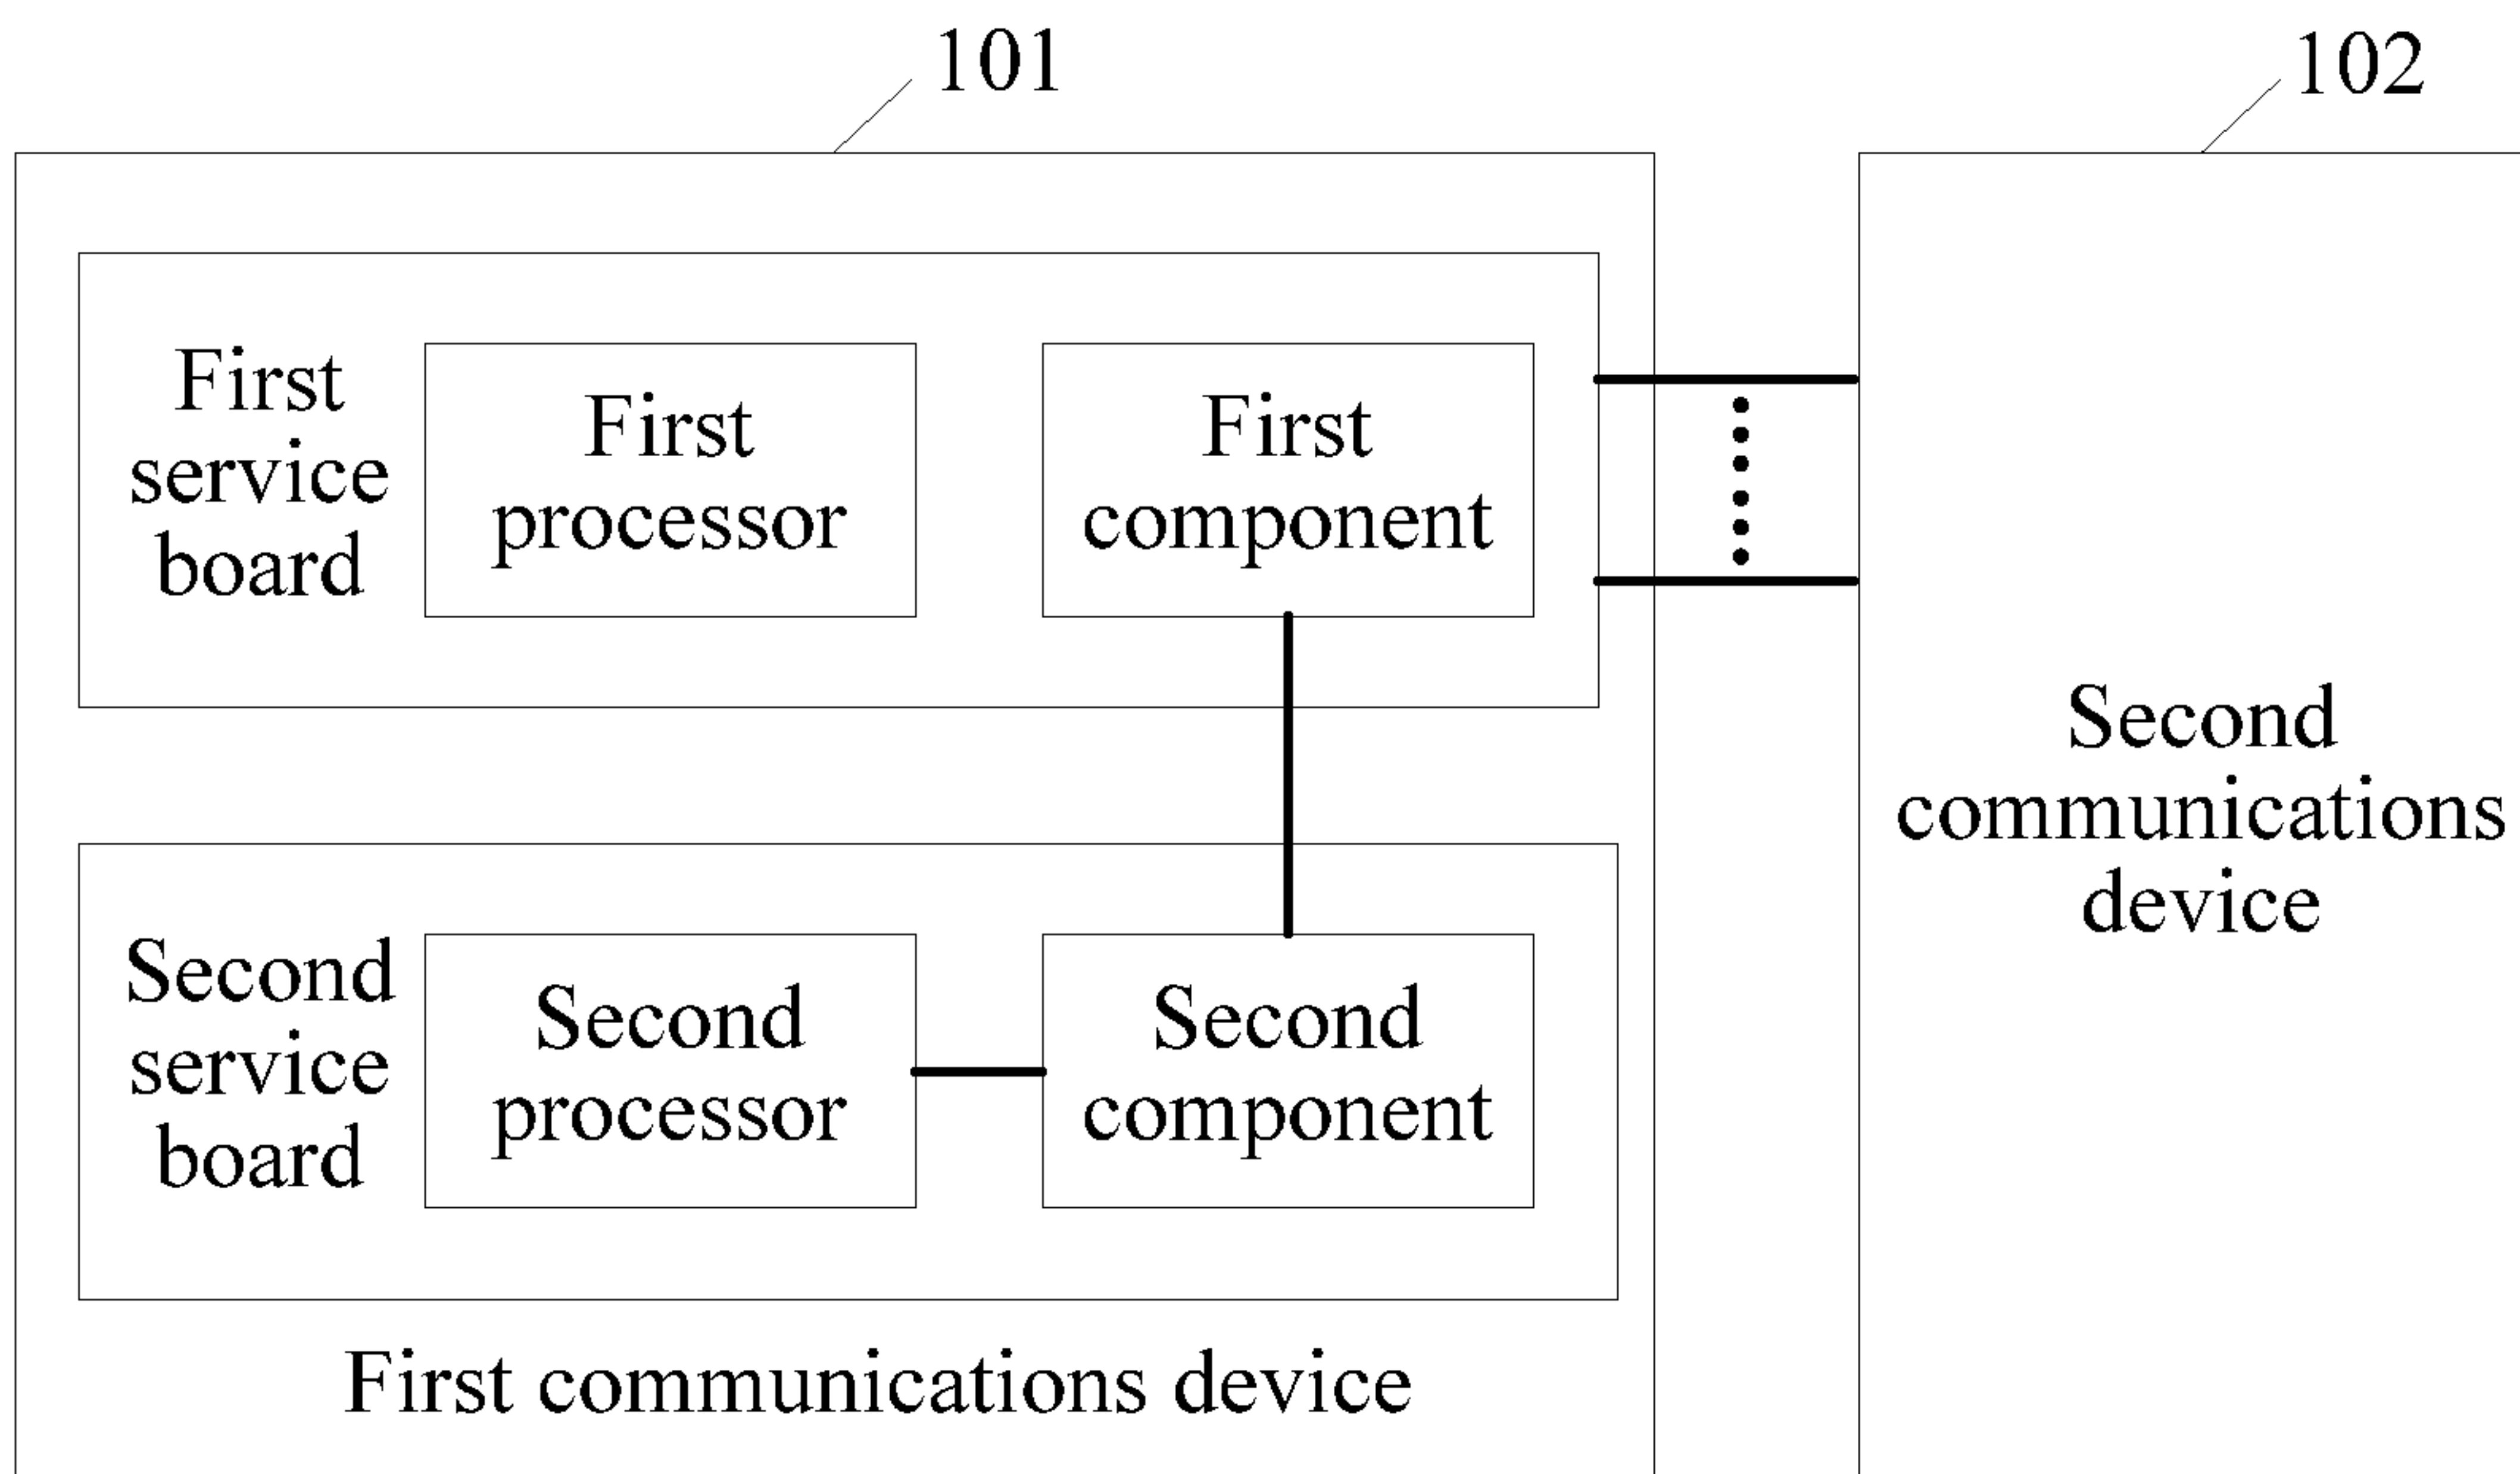 101
102
First
service
board
First
processor
First
component
Second
communications
device
Second
service
board
Second
processor
Second
component
First communications device